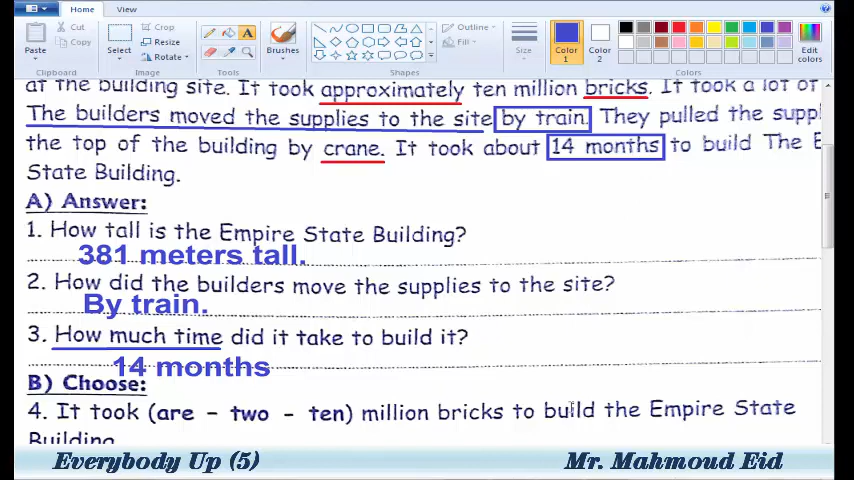 Home
View
Paste
Cut
Copy
Clipboard
Select
Crop
Resize
Rotate
Image
A
Tools
Brushes
Outline
Fill
Shapes
Size
Color 1
Color 2
Edit colors
Colors
at the building site. It took approximately ten million bricks. It took a lot of
The builders moved the supplies to the site by train. They pulled the suppl
the top of the building by crane. It took about 14 months to build The E
State Building.
A) Answer:
1. How tall is the Empire State Building?
381 meters tall.
2. How did the builders move the supplies to the site?
By train.
3. How much time did it take to build it?
14 months
B) Choose:
4. It took (are - two - ten) million bricks to build the Empire State
Building
Everybody Up (5)
Mr. Mahmoud Eid